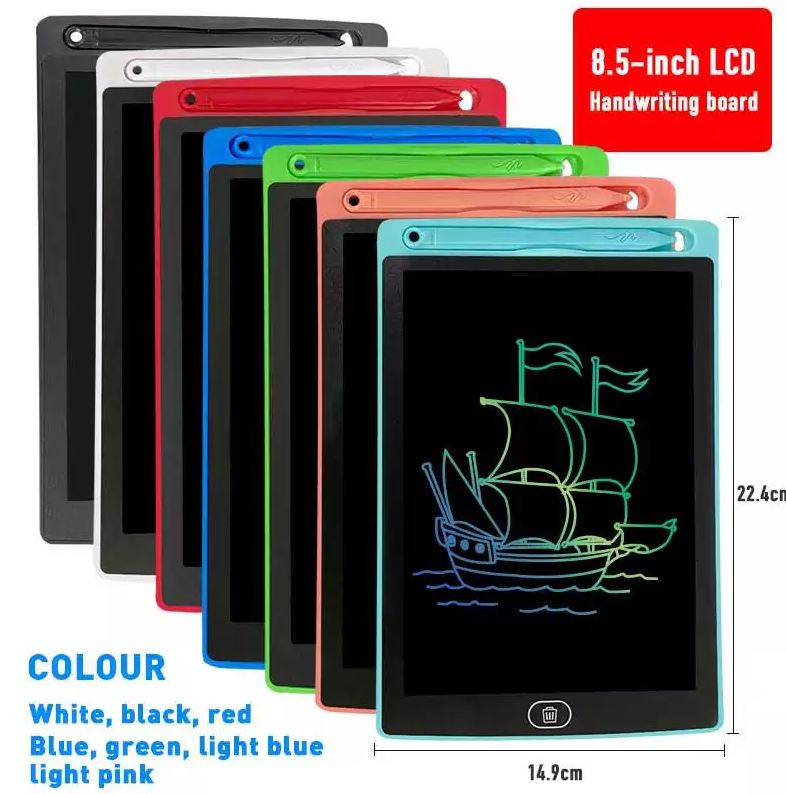 8.5-inch LCD
Handwriting board
22.4cm
COLOUR
White, black, red
Blue, green, light blue
light pink
14.9cm